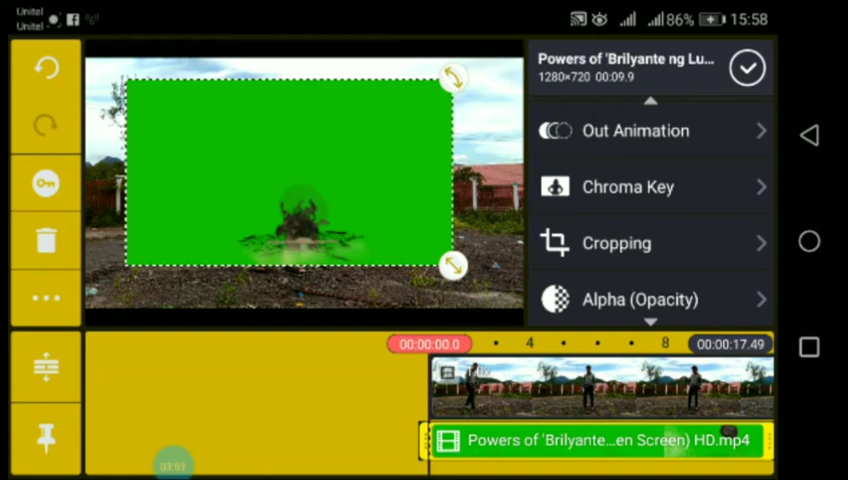 Unitel
Unitel
86%
15:58
Powers of 'Brilyante ng Lu...
1280×720 00:09.9
Out Animation
Chroma Key
Cropping
Alpha (Opacity)
00:00:00.0
4
8
00:00:17.49
Powers of 'Brilyante...en Screen) HD.mp4